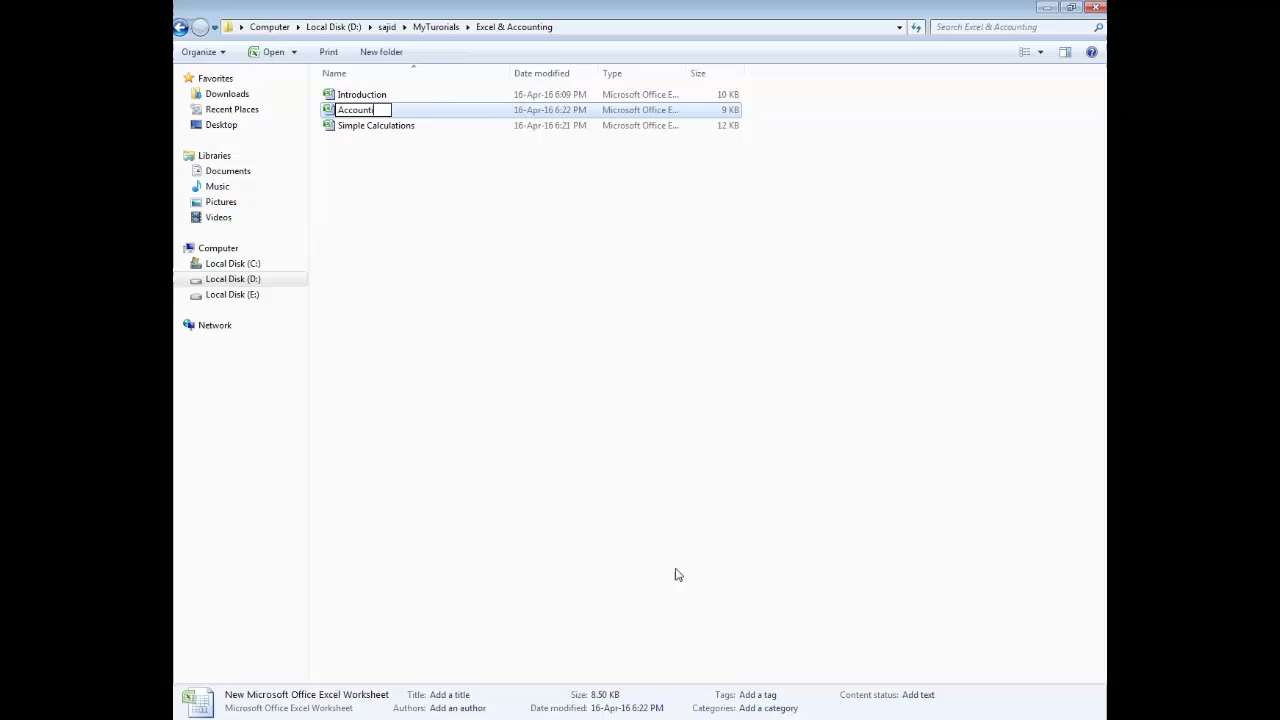 Computer ▸ Local Disk (D:) ▸ sajid ▸ MyTurorials ▸ Excel & Accounting
Search Excel & Accounting
Organize Open Print New folder
Name Date modified Type Size
Introduction 16-Apr-16 6:09 PM Microsoft Office E... 10 KB
Accounti 16-Apr-16 6:22 PM Microsoft Office E... 9 KB
Simple Calculations 16-Apr-16 6:21 PM Microsoft Office E... 12 KB
Favorites
Downloads
Recent Places
Desktop
Libraries
Documents
Music
Pictures
Videos
Computer
Local Disk (C:)
Local Disk (D:)
Local Disk (E:)
Network
New Microsoft Office Excel Worksheet Title: Add a title Size: 8.50 KB Tags: Add a tag Content status: Add text
Microsoft Office Excel Worksheet Authors: Add an author Date modified: 16-Apr-16 6:22 PM Categories: Add a category